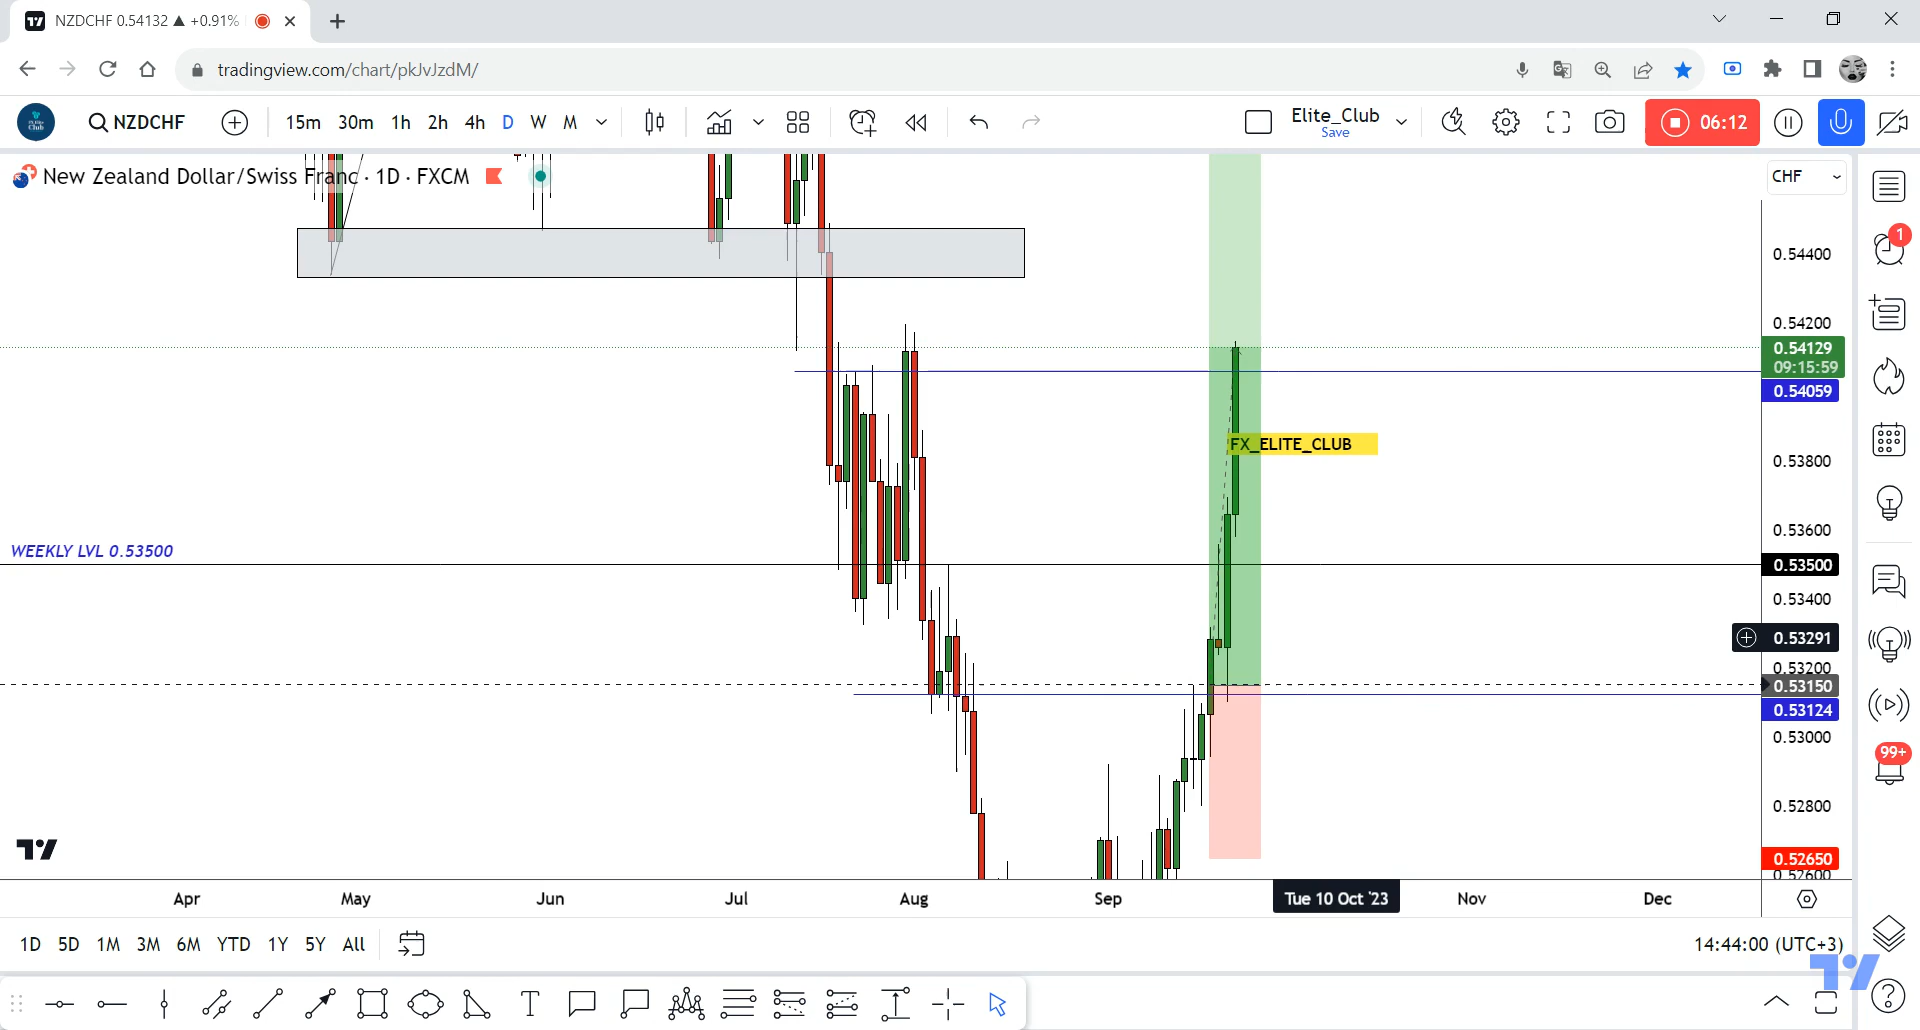 NZDCHF 0.54132 ▲ +0.91%
tradingview.com/chart/pkJvJzdM/
NZDCHF
15m 30m 1h 2h 4h D W M
Elite_Club
Save
06:12
New Zealand Dollar/Swiss Franc · 1D · FXCM
CHF
1
0.54400
0.54200
0.54129
09:15:59
0.54059
FX_ELITE_CLUB
0.53800
0.53600
WEEKLY LVL 0.53500
0.53500
0.53400
0.53291
0.53200
0.53150
0.53124
0.53000
99+
0.52800
0.52650
0.52600
Apr May Jun Jul Aug Sep Tue 10 Oct '23 Nov Dec
1D 5D 1M 3M 6M YTD 1Y 5Y All
14:44:00 (UTC+3)